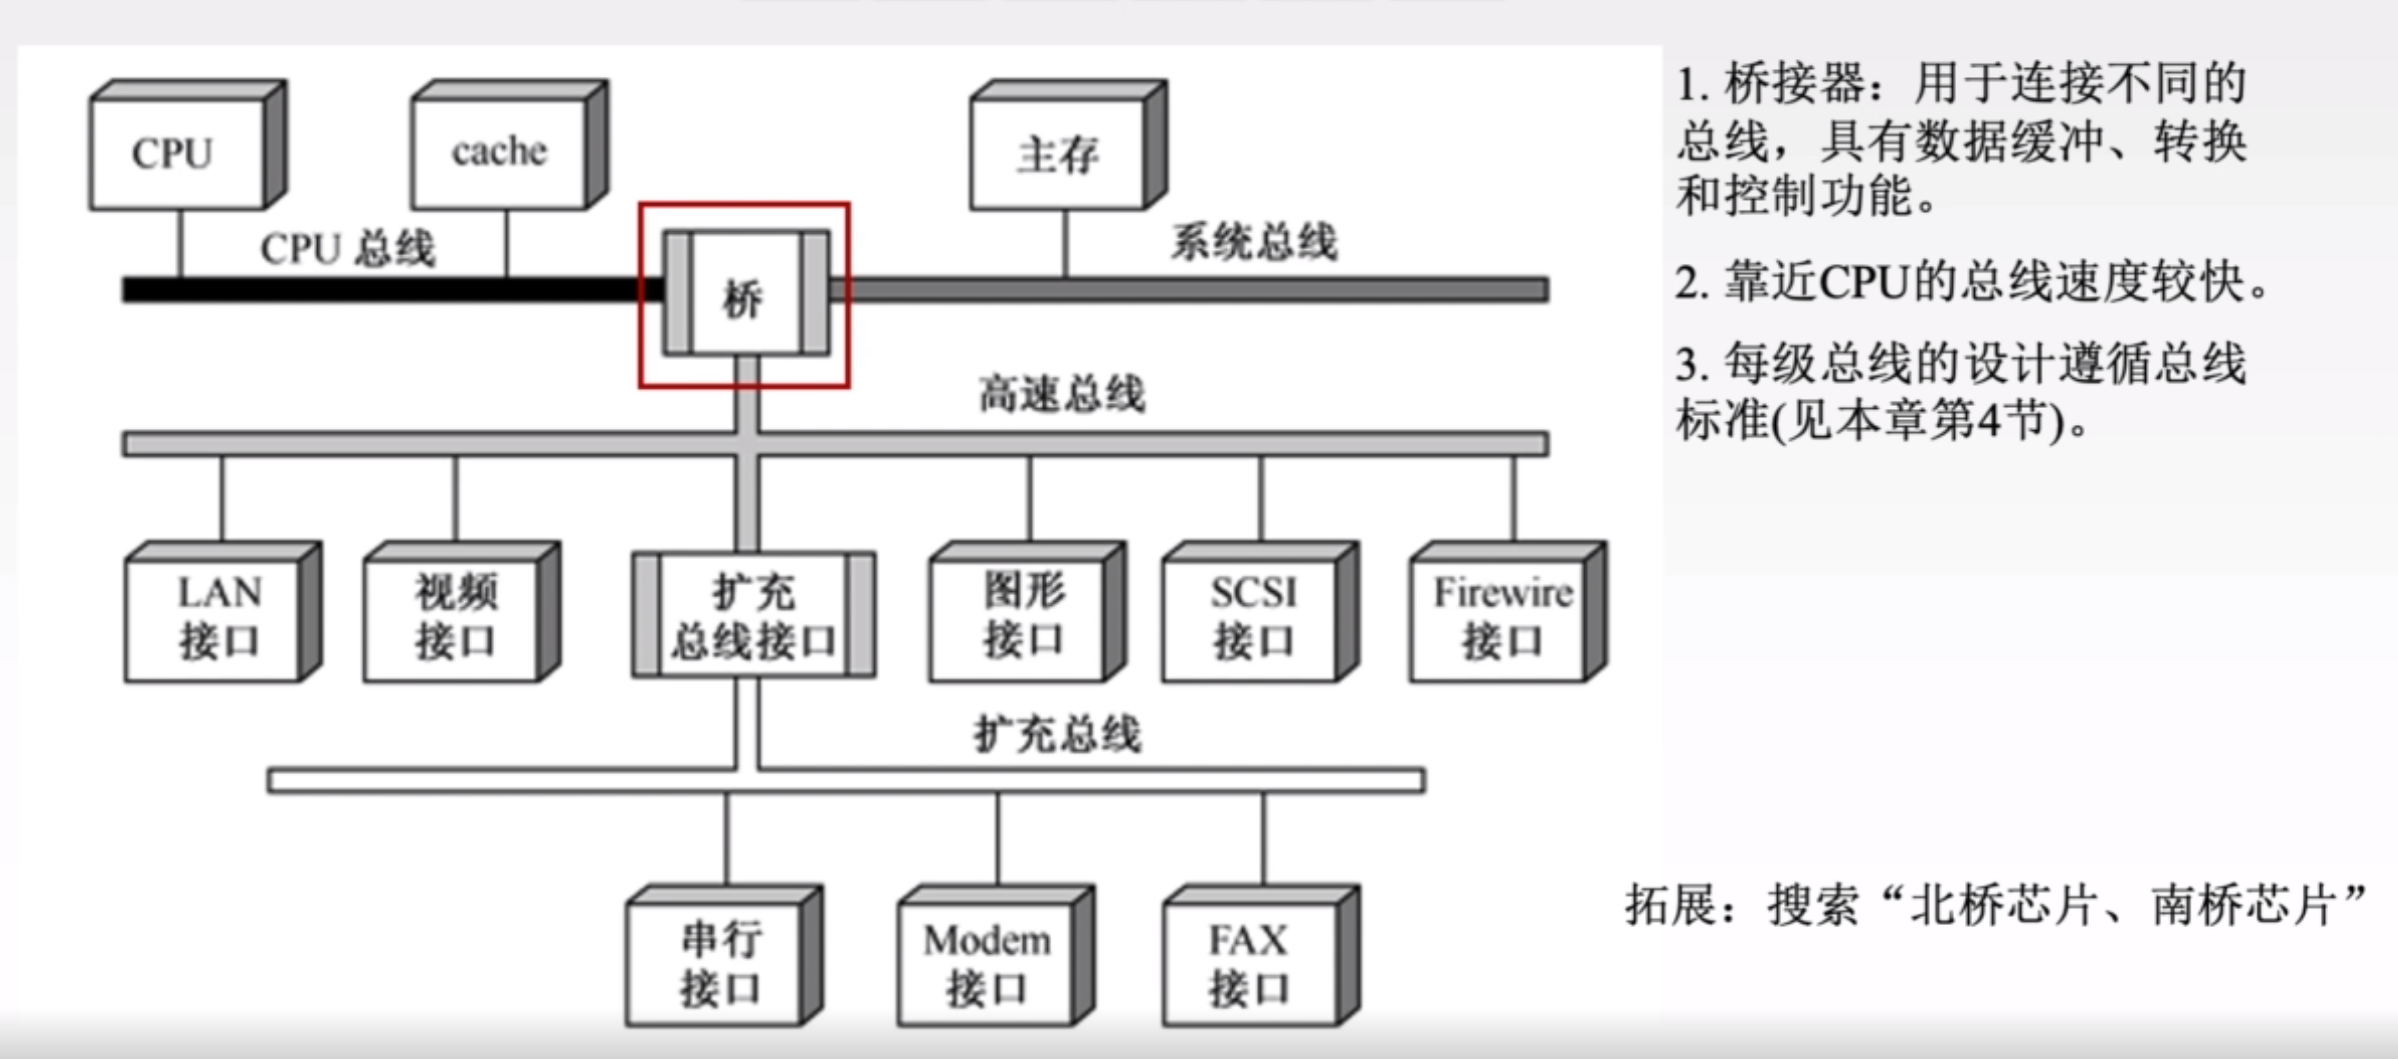 CPU
cache
主存
CPU 总线
桥
系统总线
高速总线
LAN
接口
视频
接口
扩充
总线接口
图形
接口
SCSI
接口
Firewire
接口
扩充总线
串行
接口
Modem
接口
FAX
接口
1. 桥接器：用于连接不同的
总线，具有数据缓冲、转换
和控制功能。
2. 靠近CPU的总线速度较快。
3. 每级总线的设计遵循总线
标准(见本章第4节)。
拓展：搜索“北桥芯片、南桥芯片”